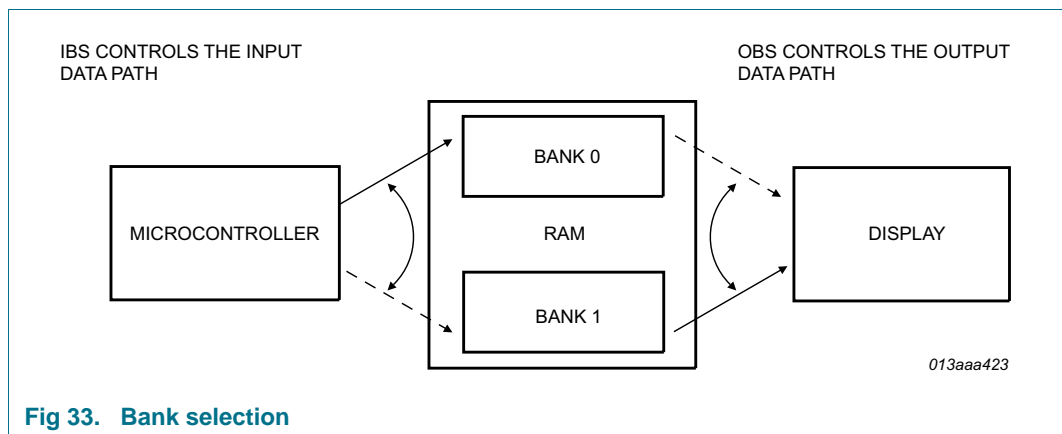 IBS CONTROLS THE INPUT
DATA PATH
OBS CONTROLS THE OUTPUT
DATA PATH
BANK 0
MICROCONTROLLER
RAM
DISPLAY
BANK 1
013aaa423
Fig 33. Bank selection